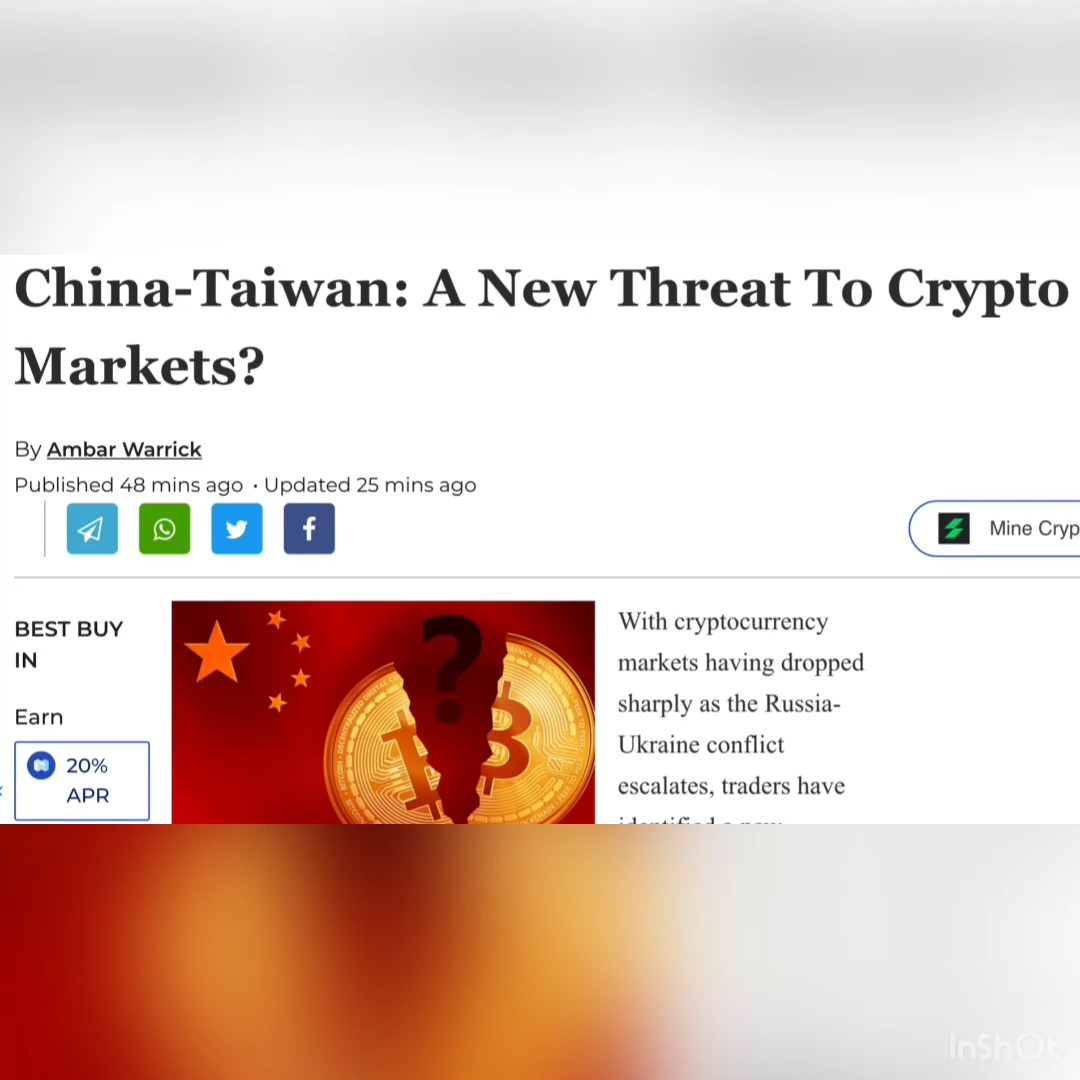 China-Taiwan: A New Threat To Crypto
Markets?
By Ambar Warrick
Published 48 mins ago · Updated 25 mins ago
Mine Cryp
BEST BUY
IN
Earn
20%
APR
With cryptocurrency
markets having dropped
sharply as the Russia-
Ukraine conflict
escalates, traders have
InShOt